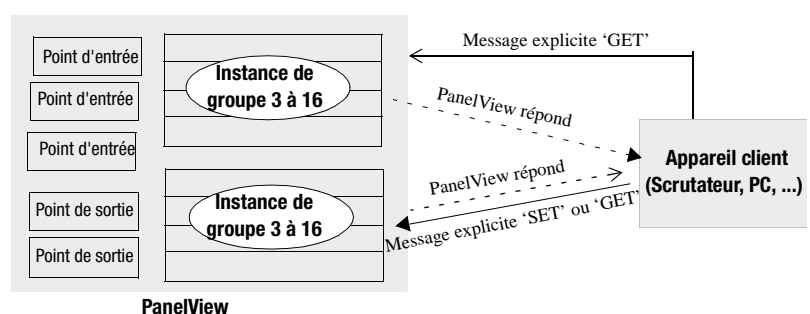 Point d'entrée
Point d'entrée
Point d'entrée
Point de sortie
Point de sortie
Instance de
groupe 3 à 16
Instance de
groupe 3 à 16
Message explicite ‘GET’
PanelView répond
PanelView répond
Message explicite ‘SET’ ou ‘GET’
Appareil client
(Scrutateur, PC, ...)
PanelView